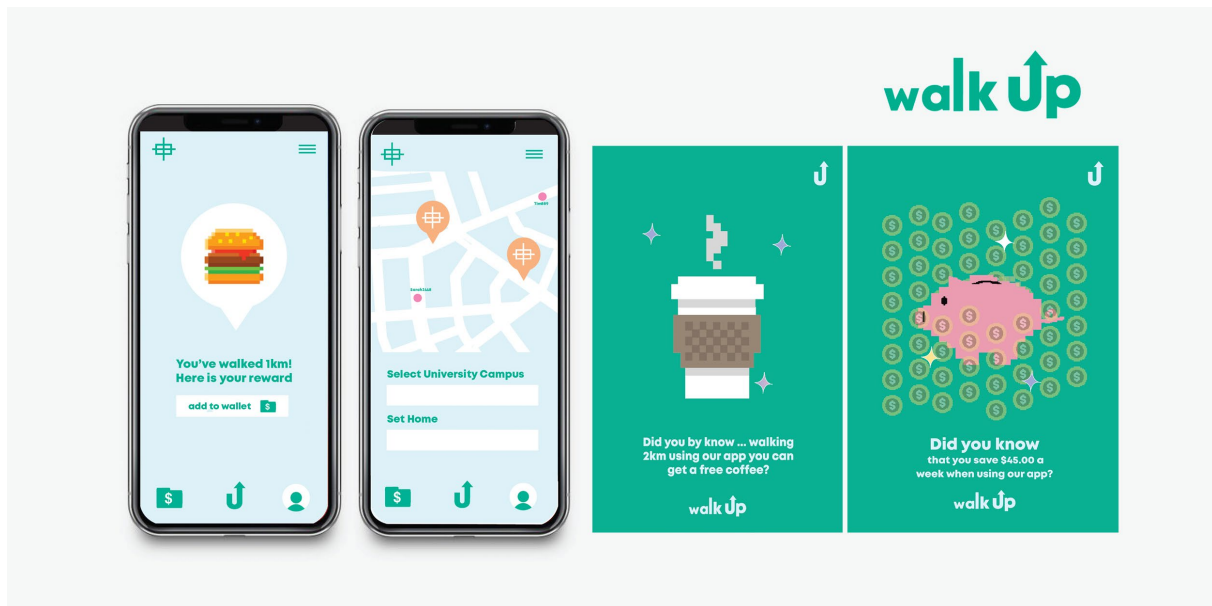 walk Up
You've walked 1km!
Here is your reward
add to wallet $
$
Select University Campus
Set Home
$
Did you by know ... walking
2km using our app you can
get a free coffee?
walk Up
Did you know
that you save $45.00 a
week when using our app?
walk Up